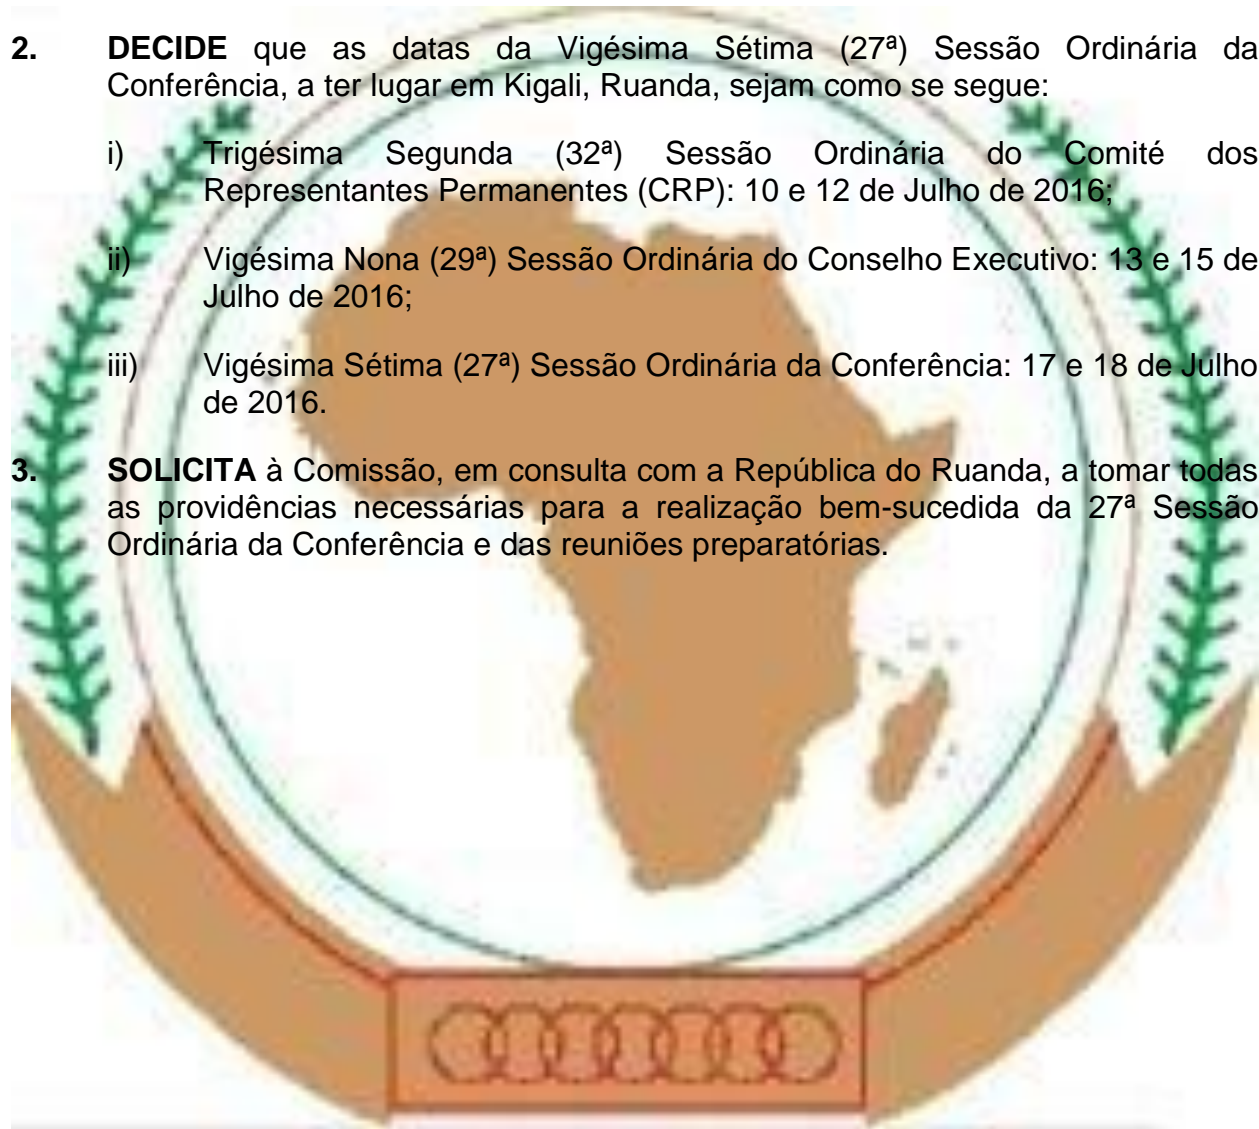 2. DECIDE que as datas da Vigésima Sétima (27ª) Sessão Ordinária da
Conferência, a ter lugar em Kigali, Ruanda, sejam como se segue:
i) Trigésima Segunda (32ª) Sessão Ordinária do Comité dos
Representantes Permanentes (CRP): 10 e 12 de Julho de 2016;
ii) Vigésima Nona (29ª) Sessão Ordinária do Conselho Executivo: 13 e 15 de
Julho de 2016;
iii) Vigésima Sétima (27ª) Sessão Ordinária da Conferência: 17 e 18 de Julho
de 2016.
3. SOLICITA à Comissão, em consulta com a República do Ruanda, a tomar todas
as providências necessárias para a realização bem-sucedida da 27ª Sessão
Ordinária da Conferência e das reuniões preparatórias.